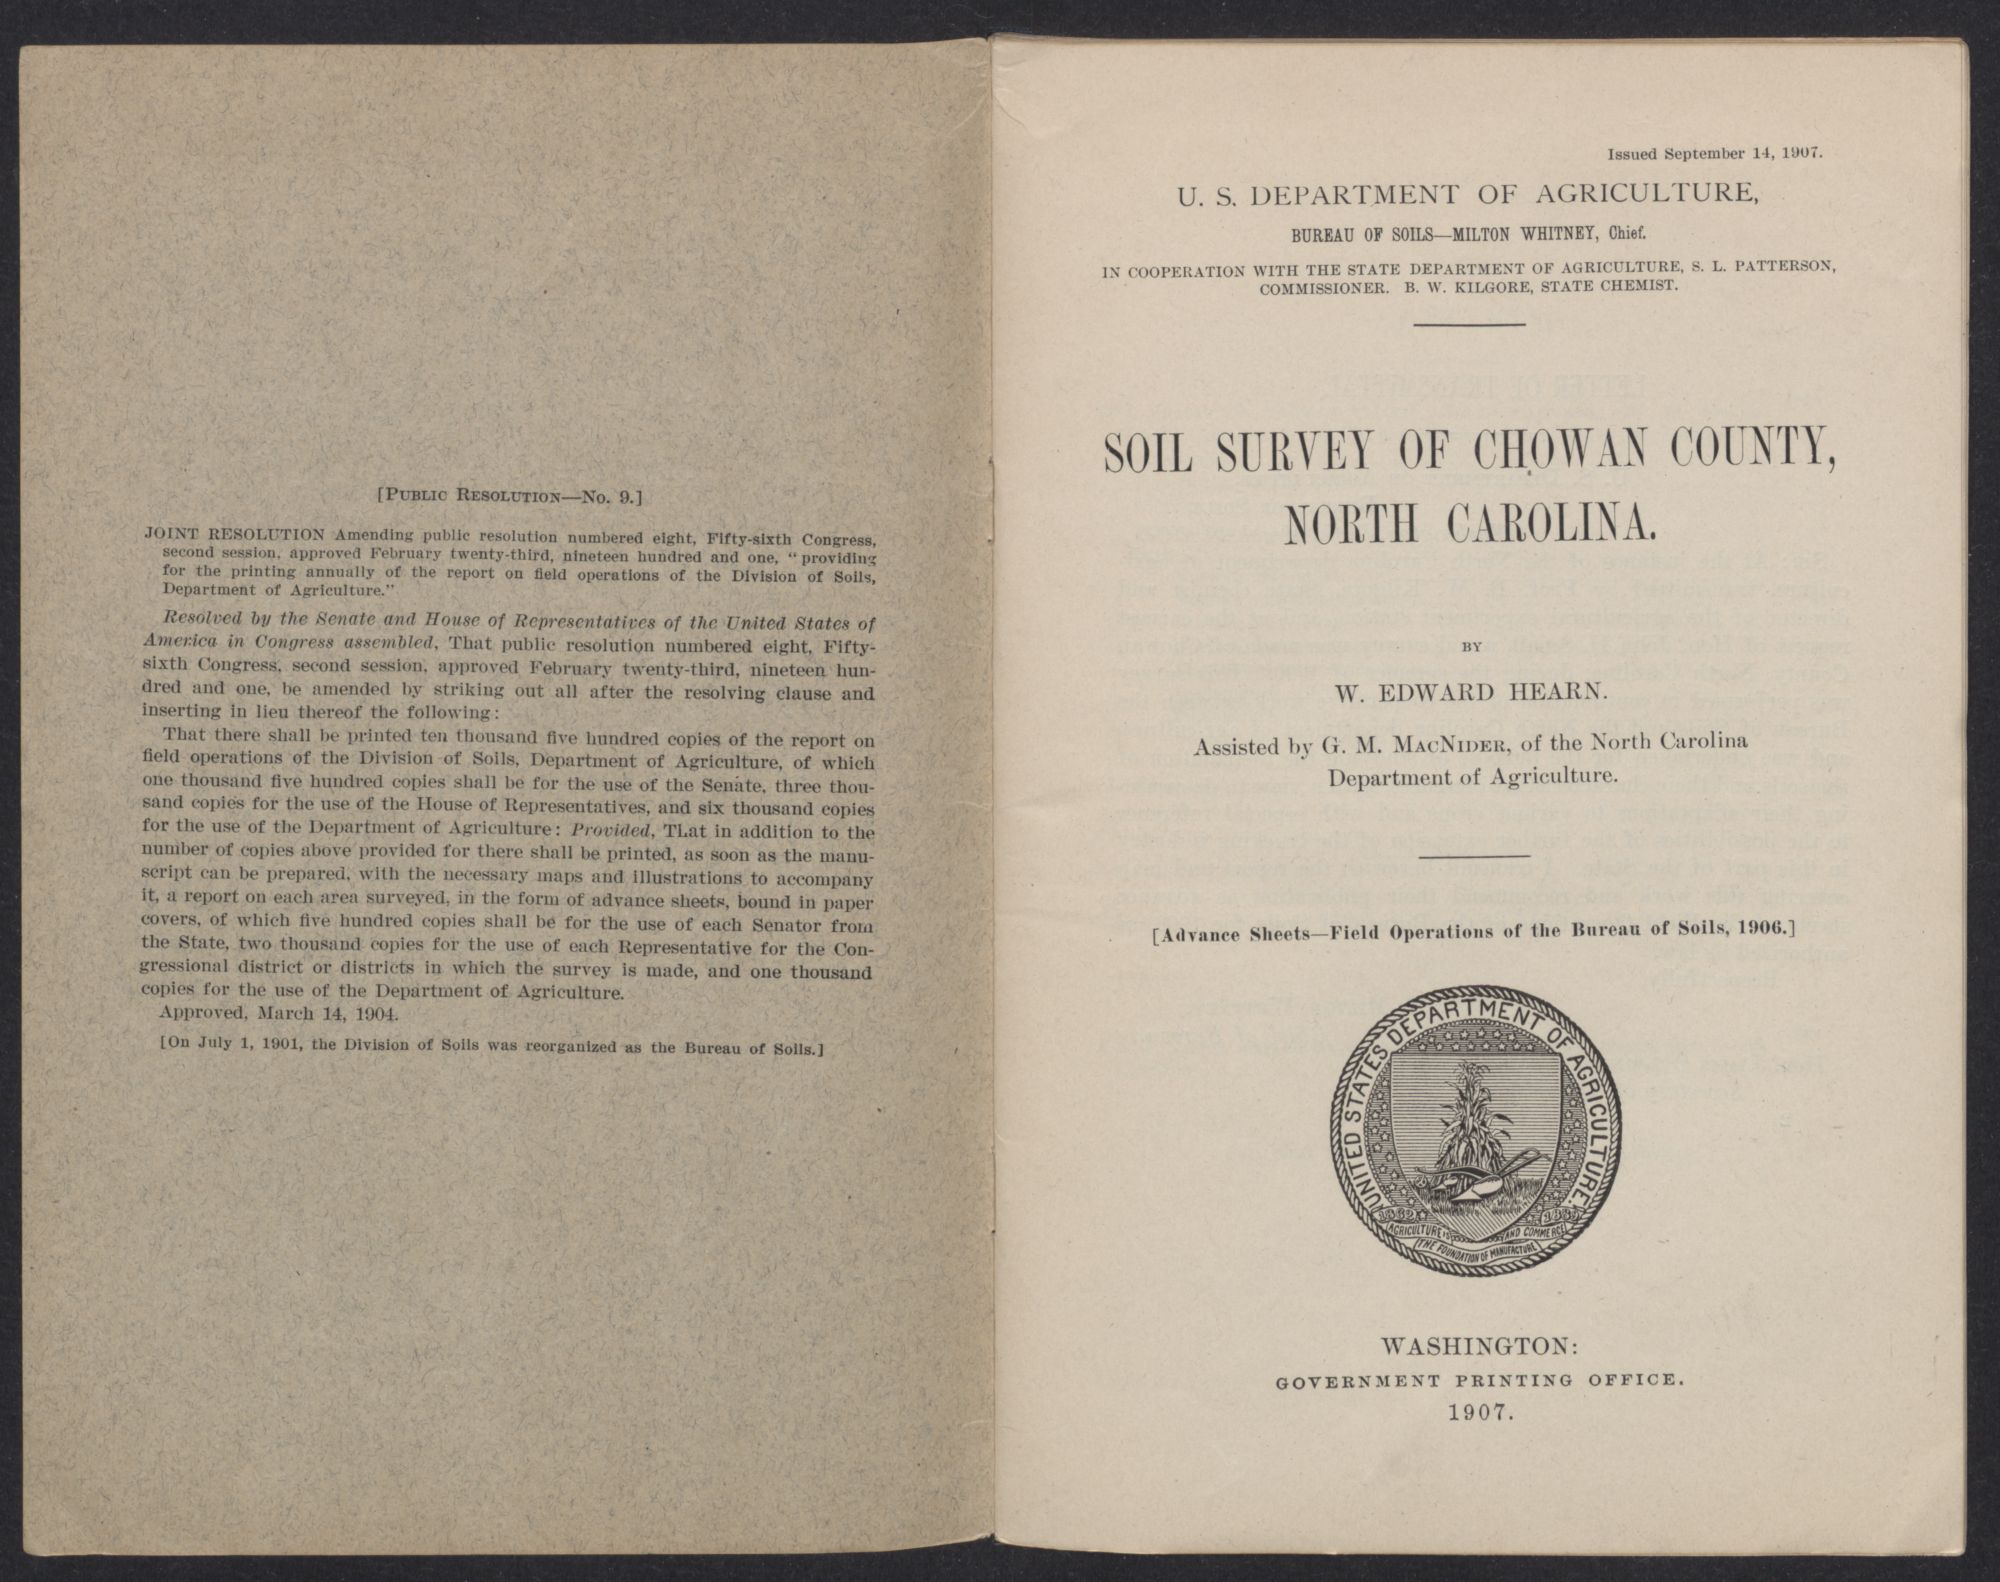 [Public Resolution—No. 9.]
JOINT RESOLUTION Amending public resolution numbered eight, Fifty-sixth Congress,
second session, approved February twenty-third, nineteen hundred and one, "providing
for the printing annually of the report on field operations of the Division of Soils,
Department of Agriculture."
Resolved by the Senate and House of Representatives of the United States of
America in Congress assembled, That public resolution numbered eight, Fifty-
sixth Congress, second session, approved February twenty-third, nineteen hun-
dred and one, be amended by striking out all after the resolving clause and
inserting in lieu thereof the following:
That there shall be printed ten thousand five hundred copies of the report on
field operations of the Division of Soils, Department of Agriculture, of which
one thousand five hundred copies shall be for the use of the Senate, three thou-
sand copies for the use of the House of Representatives, and six thousand copies
for the use of the Department of Agriculture: Provided, That in addition to the
number of copies above provided for there shall be printed, as soon as the manu-
script can be prepared, with the necessary maps and illustrations to accompany
it, a report on each area surveyed, in the form of advance sheets, bound in paper
covers, of which five hundred copies shall be for the use of each Senator from
the State, two thousand copies for the use of each Representative for the Con-
gressional district or districts in which the survey is made, and one thousand
copies for the use of the Department of Agriculture.
Approved, March 14, 1904.
[On July 1, 1901, the Division of Soils was reorganized as the Bureau of Soils.]
Issued September 14, 1907.
U. S. DEPARTMENT OF AGRICULTURE,
BUREAU OF SOILS—MILTON WHITNEY, Chief.
IN COOPERATION WITH THE STATE DEPARTMENT OF AGRICULTURE, S. L. PATTERSON,
COMMISSIONER. B. W. KILGORE, STATE CHEMIST.
SOIL SURVEY OF CHOWAN COUNTY,
NORTH CAROLINA.
BY
W. EDWARD HEARN.
Assisted by G. M. MacNider, of the North Carolina
Department of Agriculture.
[Advance Sheets—Field Operations of the Bureau of Soils, 1906.]
UNITED STATES DEPARTMENT OF AGRICULTURE.
1862 1889
AGRICULTURE IS THE FOUNDATION OF MANUFACTURE AND COMMERCE
WASHINGTON:
GOVERNMENT PRINTING OFFICE.
1907.